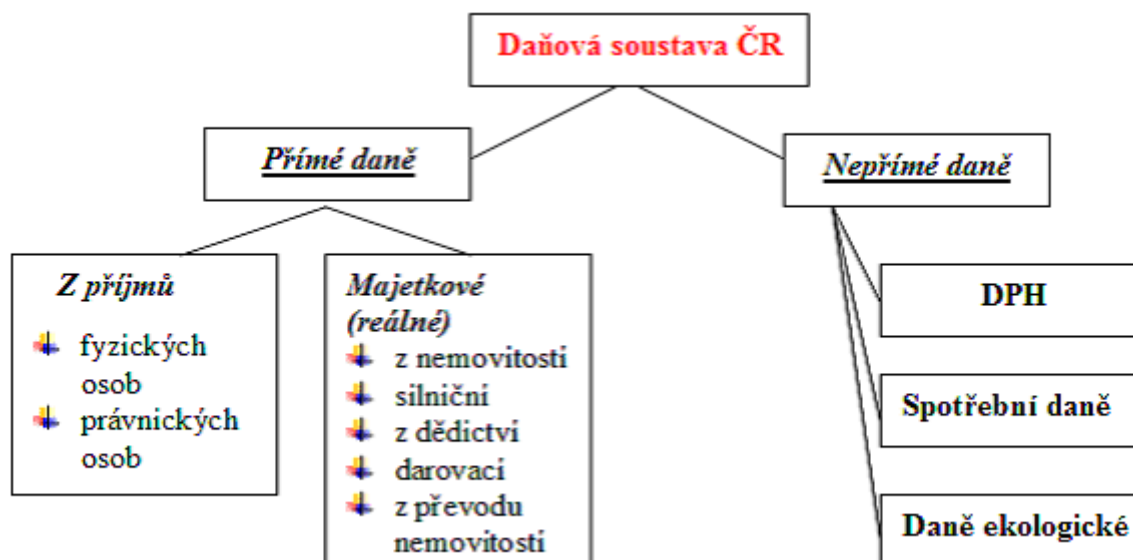 Daňová soustava ČR
Přímé daně
Nepřímé daně
Z příjmů
fyzických
osob
právnických
osob
Majetkové
(reálné)
z nemovitostí
silniční
z dědictví
darovací
z převodu
nemovitostí
DPH
Spotřební daně
Daně ekologické